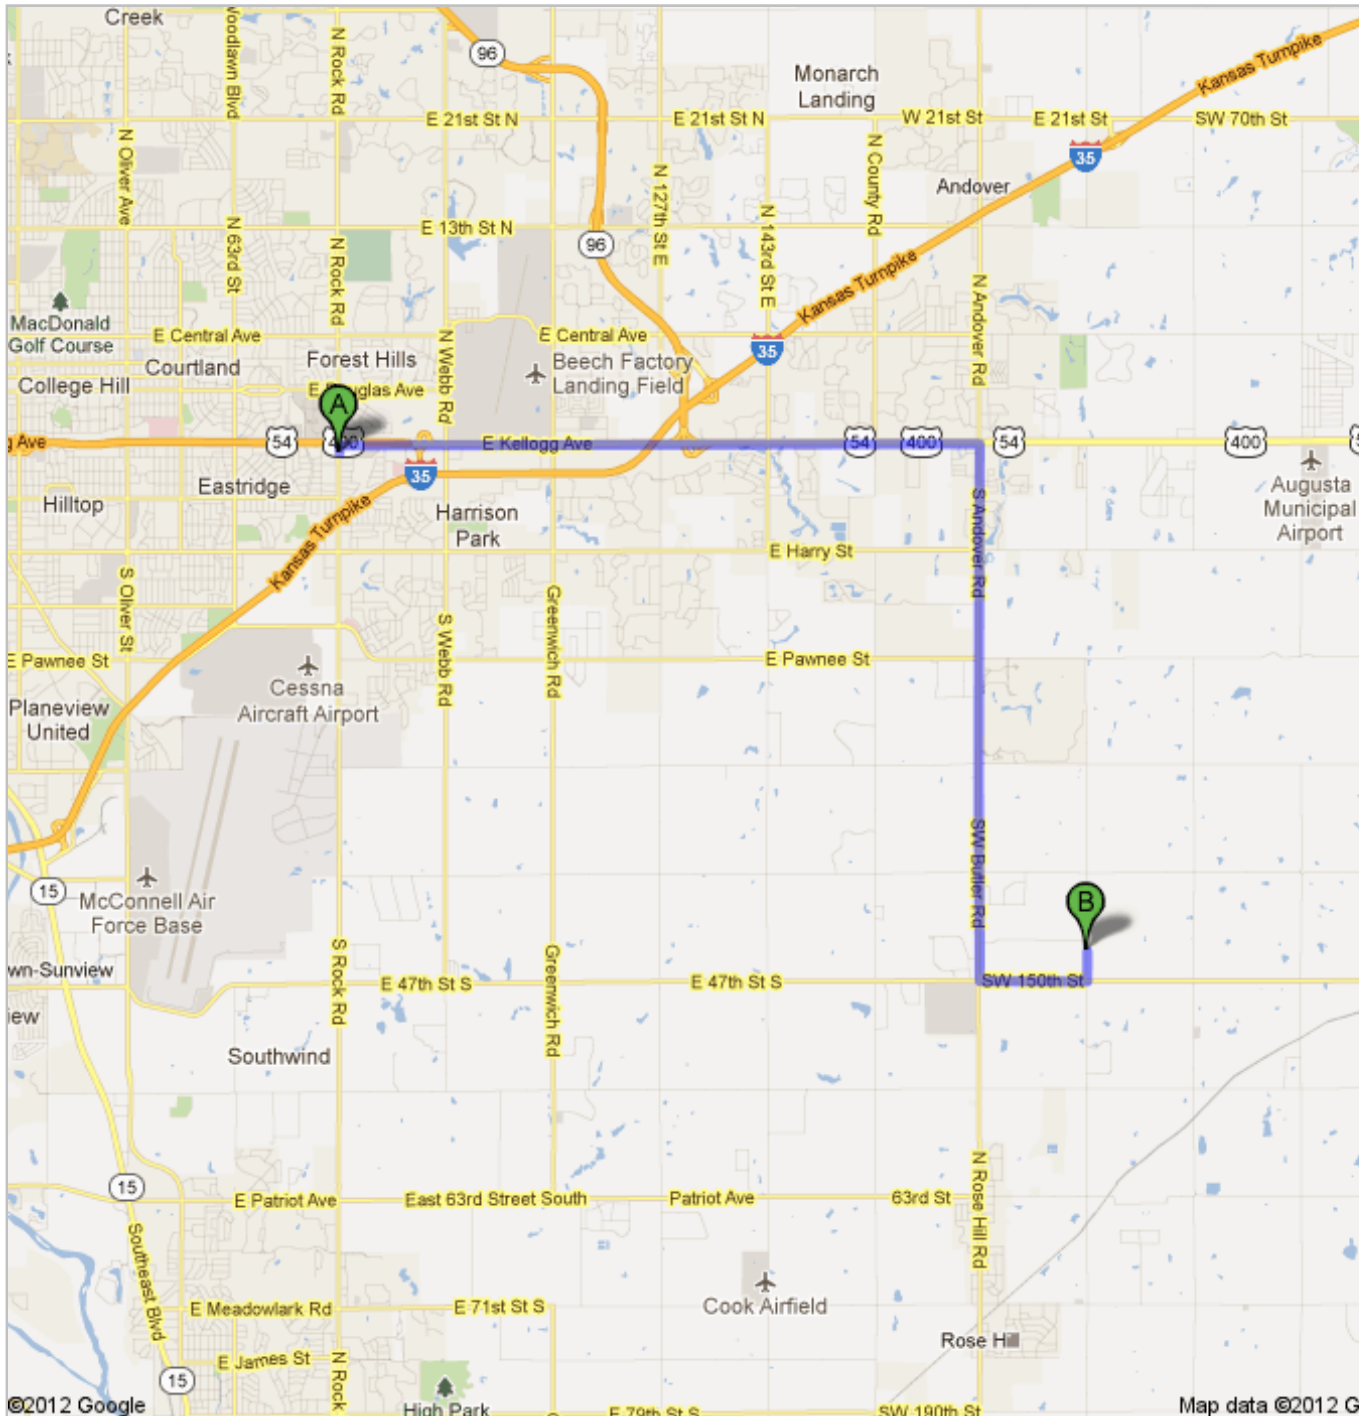 Creek
Woodlawn Blvd
N Rock Rd
96
Monarch
Landing
Kansas Turnpike
E 21st St N
E 21st St N
W 21st St
E 21st St
SW 70th St
N Oliver Ave
35
N County Rd
N 127th St E
Andover
N 63rd St
N Rock Rd
E 13th St N
N 143rd St E
96
Kansas Turnpike
N Andover Rd
MacDonald
Golf Course
E Central Ave
Courtland
Forest Hills
N Webb Rd
E Central Ave
Beech Factory
Landing Field
35
College Hill
E Douglas Ave
A
g Ave
54
400
E Kellogg Ave
54
400
54
400
35
Eastridge
Hilltop
Kansas Turnpike
Harrison
Park
S Andover Rd
Augusta
Municipal
Airport
E Harry St
S Oliver St
S Webb Rd
Greenwich Rd
E Pawnee St
E Pawnee St
Cessna
Aircraft Airport
Planeview
United
SW Butler Rd
15
McConnell Air
Force Base
B
wn-Sunview
S Rock Rd
E 47th St S
Greenwich Rd
E 47th St S
SW 150th St
iew
Southwind
15
E Patriot Ave
East 63rd Street South
Patriot Ave
63rd St
N Rose Hill Rd
Southeast Blvd
E Meadowlark Rd
E 71st St S
Cook Airfield
Rose H
E James St
15
N Rock
High Park
E 79th St S
SW 190th St
©2012 Google
Map data ©2012 G